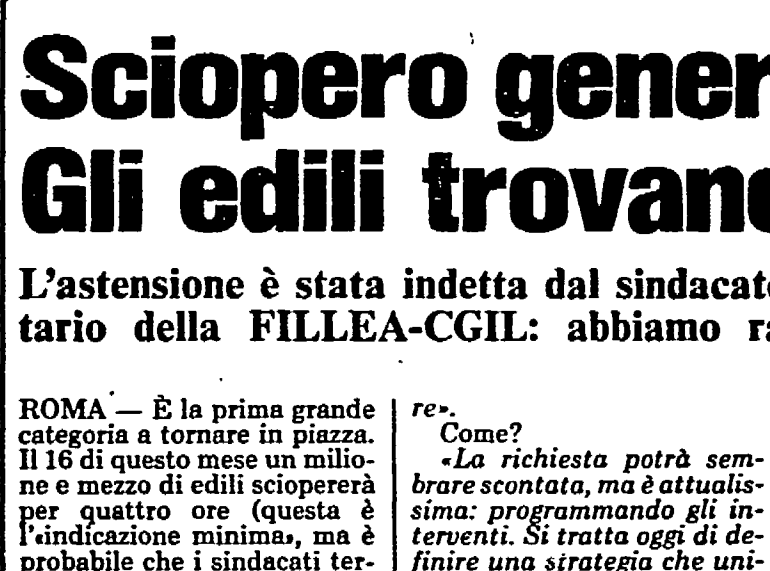 Sciopero gener
Gli edili trovano
L'astensione è stata indetta dal sindacato
tario della FILLEA-CGIL: abbiamo ra
ROMA — È la prima grande
categoria a tornare in piazza.
Il 16 di questo mese un milio-
ne e mezzo di edili sciopererà
per quattro ore (questa è
l'«indicazione minima», ma è
probabile che i sindacati ter-
re».
Come?
«La richiesta potrà sem-
brare scontata, ma è attualis-
sima: programmando gli in-
terventi. Si tratta oggi di de-
finire una strategia che uni-